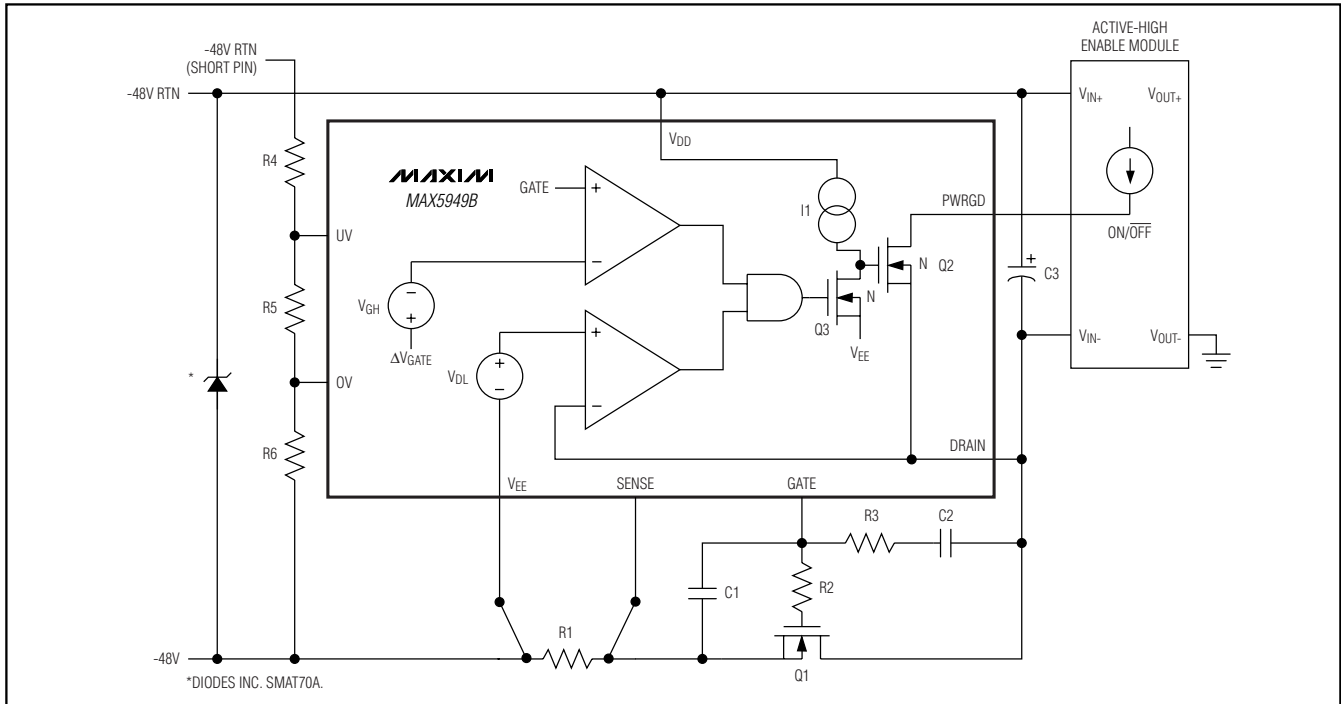 ACTIVE-HIGH
ENABLE MODULE
-48V RTN
(SHORT PIN)
-48V RTN
VIN+
VOUT+
VDD
R4
MAXIM
MAX5949B
GATE
+
−
I1
PWRGD
ON/O̅F̅F̅
UV
N
Q2
+
C3
VGH
−
+
R5
N
Q3
VEE
VIN-
VOUT-
ΔVGATE
+
−
VDL
+
−
*
OV
R6
DRAIN
VEE
SENSE
GATE
R3
C2
C1
R2
R1
-48V
Q1
*DIODES INC. SMAT70A.